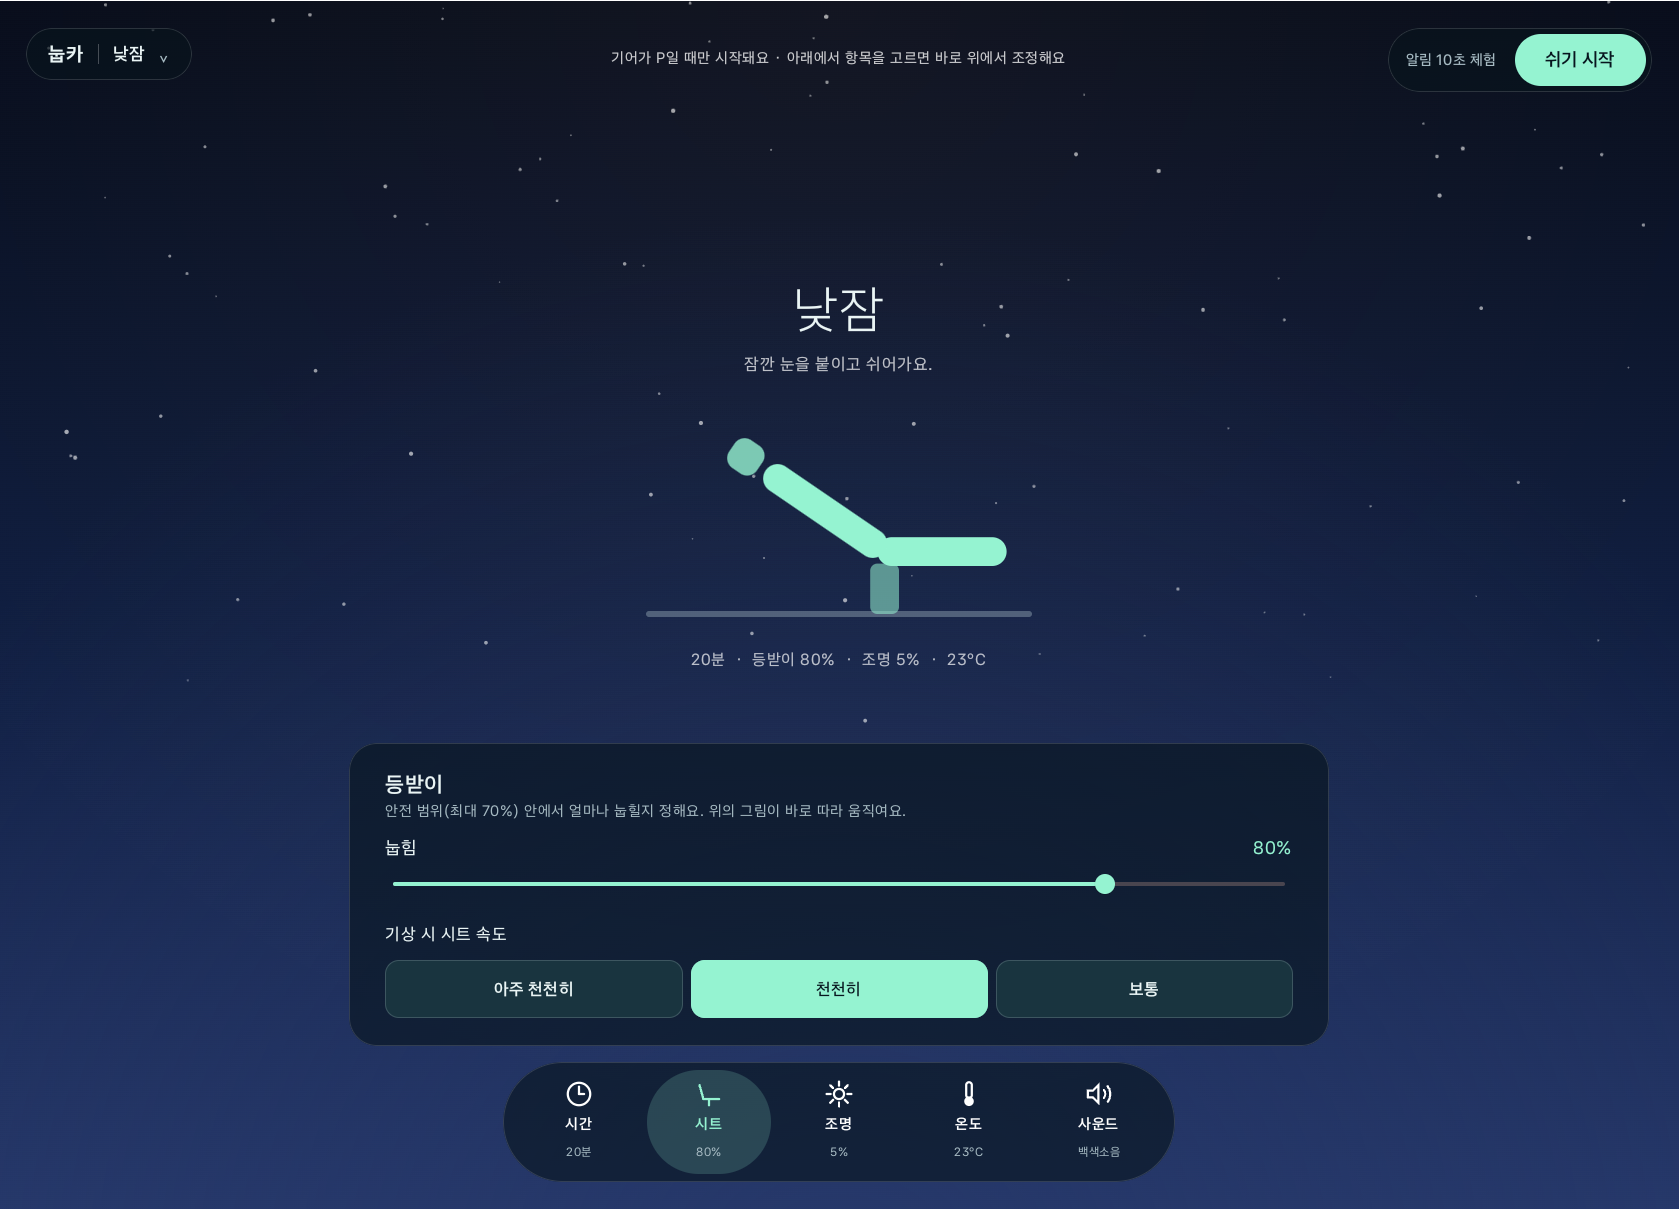 눕카 낮잠
기어가 P일 때만 시작돼요 · 아래에서 항목을 고르면 바로 위에서 조정해요
알림 10초 체험 쉬기 시작
낮잠
잠깐 눈을 붙이고 쉬어가요.
20분 · 등받이 80% · 조명 5% · 23°C
등받이
안전 범위(최대 70%) 안에서 얼마나 눕힐지 정해요. 위의 그림이 바로 따라 움직여요.
눕힘 80%
기상 시 시트 속도
아주 천천히 천천히 보통
시간 시트 조명 온도 사운드
20분 80% 5% 23°C 백색소음